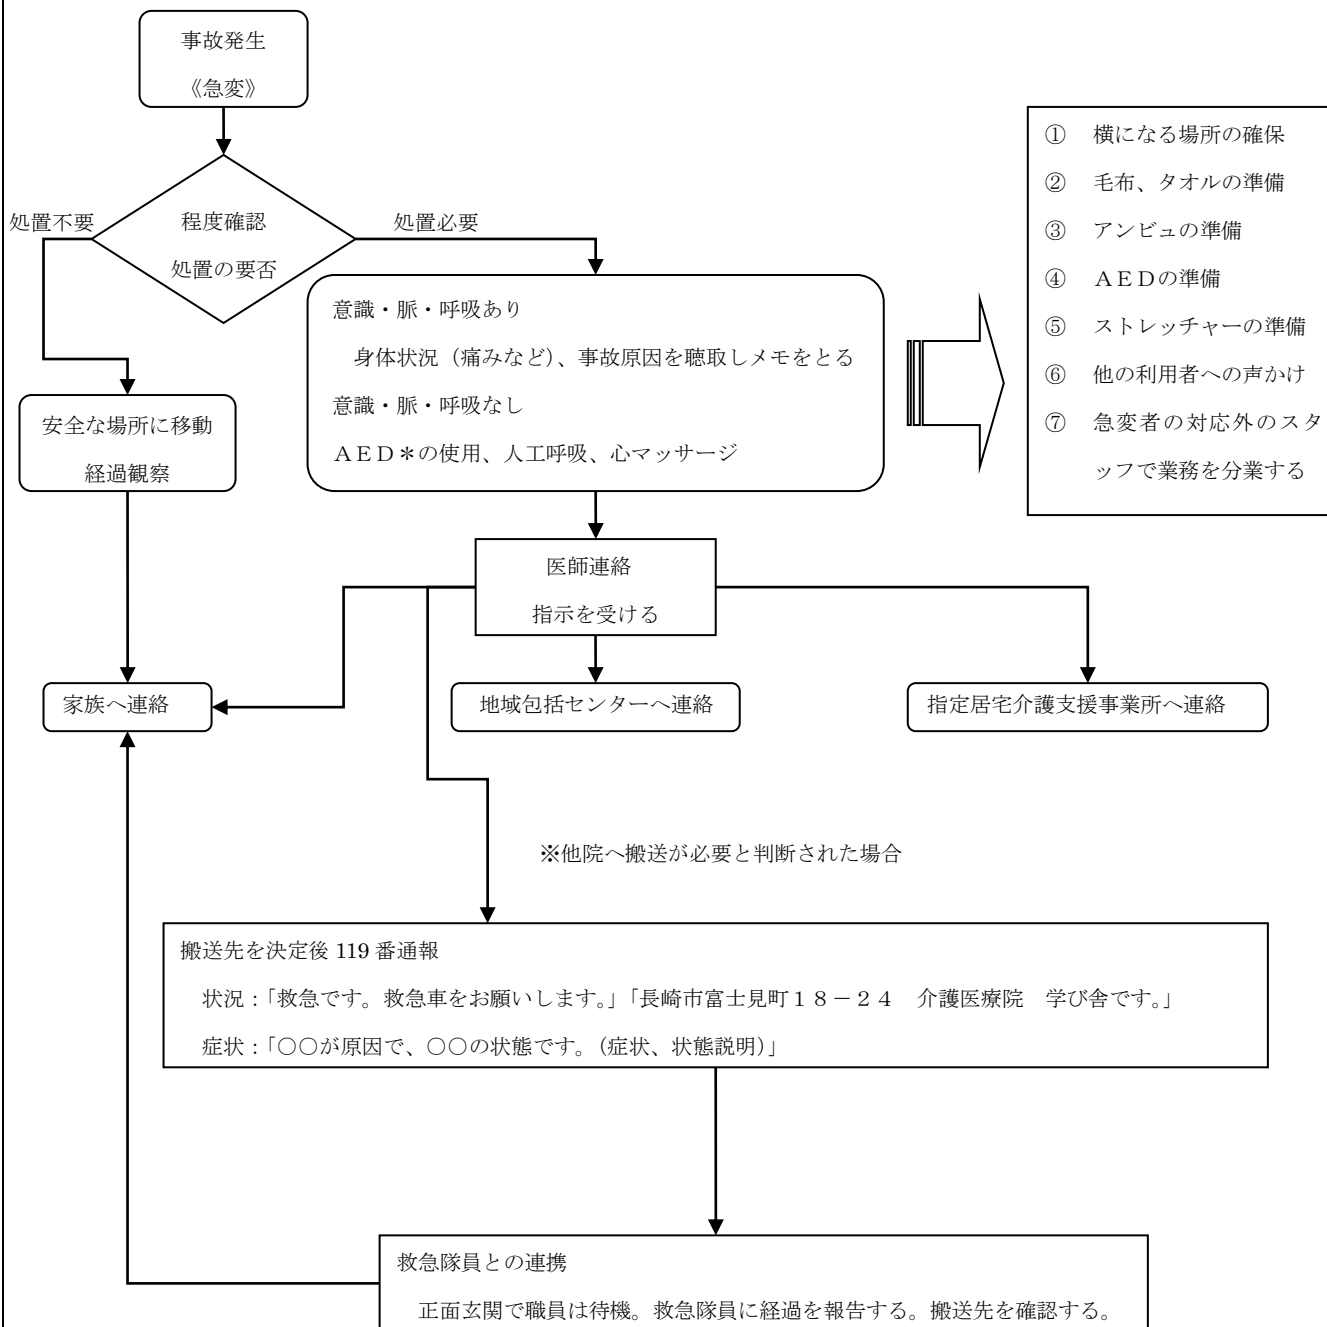 事故発生
《急変》
処置不要
程度確認
処置の要否
処置必要
意識・脈・呼吸あり
身体状況（痛みなど）、事故原因を聴取しメモをとる
意識・脈・呼吸なし
ＡＥＤ＊の使用、人工呼吸、心マッサージ
① 横になる場所の確保
② 毛布、タオルの準備
③ アンビュの準備
④ ＡＥＤの準備
⑤ ストレッチャーの準備
⑥ 他の利用者への声かけ
⑦ 急変者の対応外のスタ
ッフで業務を分業する
安全な場所に移動
経過観察
医師連絡
指示を受ける
家族へ連絡
地域包括センターへ連絡
指定居宅介護支援事業所へ連絡
※他院へ搬送が必要と判断された場合
搬送先を決定後 119 番通報
状況：「救急です。救急車をお願いします。」「長崎市富士見町１８－２４　介護医療院　学び舎です。」
症状：「○○が原因で、○○の状態です。（症状、状態説明）」
救急隊員との連携
正面玄関で職員は待機。救急隊員に経過を報告する。搬送先を確認する。